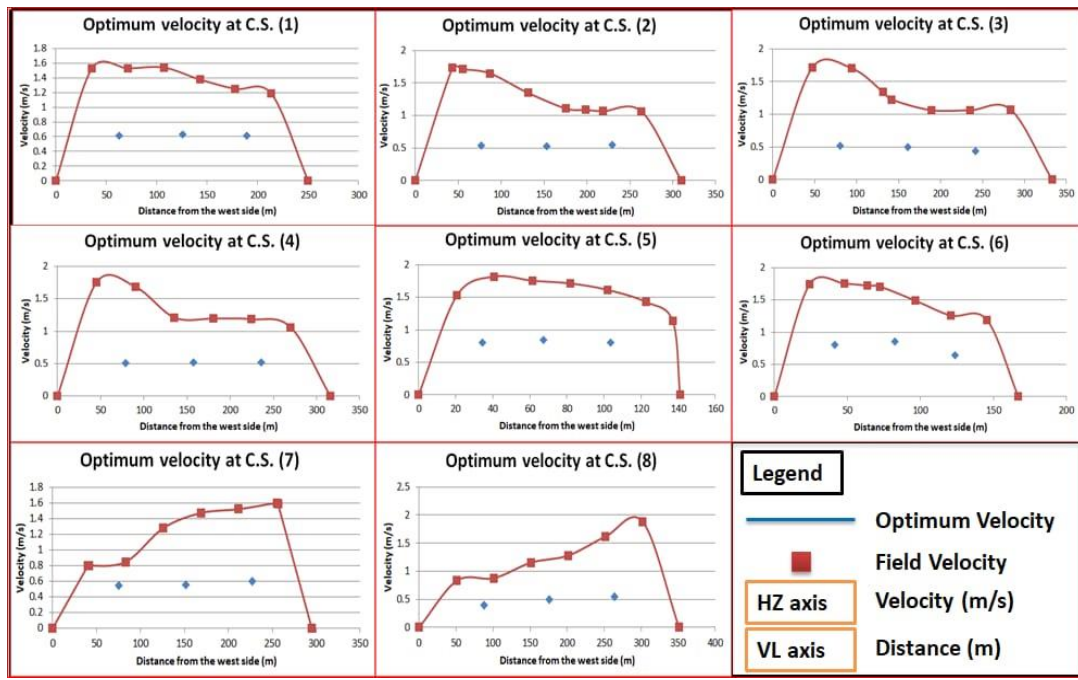 Optimum velocity at C.S. (1)
Velocity (m/s)
1.8
1.6
1.4
1.2
1
0.8
0.6
0.4
0.2
0
0 50 100 150 200 250 300
Distance from the west side (m)
Optimum velocity at C.S. (2)
Velocity (m/s)
2
1.5
1
0.5
0
0 50 100 150 200 250 300 350
Distance from the west side (m)
Optimum velocity at C.S. (3)
Velocity (m/s)
2
1.5
1
0.5
0
0 50 100 150 200 250 300 350
Distance from the west side (m)
Optimum velocity at C.S. (4)
Velocity (m/s)
2
1.5
1
0.5
0
0 50 100 150 200 250 300 350
Distance from the west side (m)
Optimum velocity at C.S. (5)
Velocity (m/s)
2
1.5
1
0.5
0
0 20 40 60 80 100 120 140 160
Distance from the west side (m)
Optimum velocity at C.S. (6)
Velocity (m/s)
2
1.5
1
0.5
0
0 50 100 150 200
Distance from the west side (m)
Optimum velocity at C.S. (7)
Velocity (m/s)
1.8
1.6
1.4
1.2
1
0.8
0.6
0.4
0.2
0
0 50 100 150 200 250 300 350
Distance from the west side (m)
Optimum velocity at C.S. (8)
Velocity (m/s)
2.5
2
1.5
1
0.5
0
0 50 100 150 200 250 300 350 400
Distance from the west side (m)
Legend
Optimum Velocity
Field Velocity
HZ axis Velocity (m/s)
VL axis Distance (m)